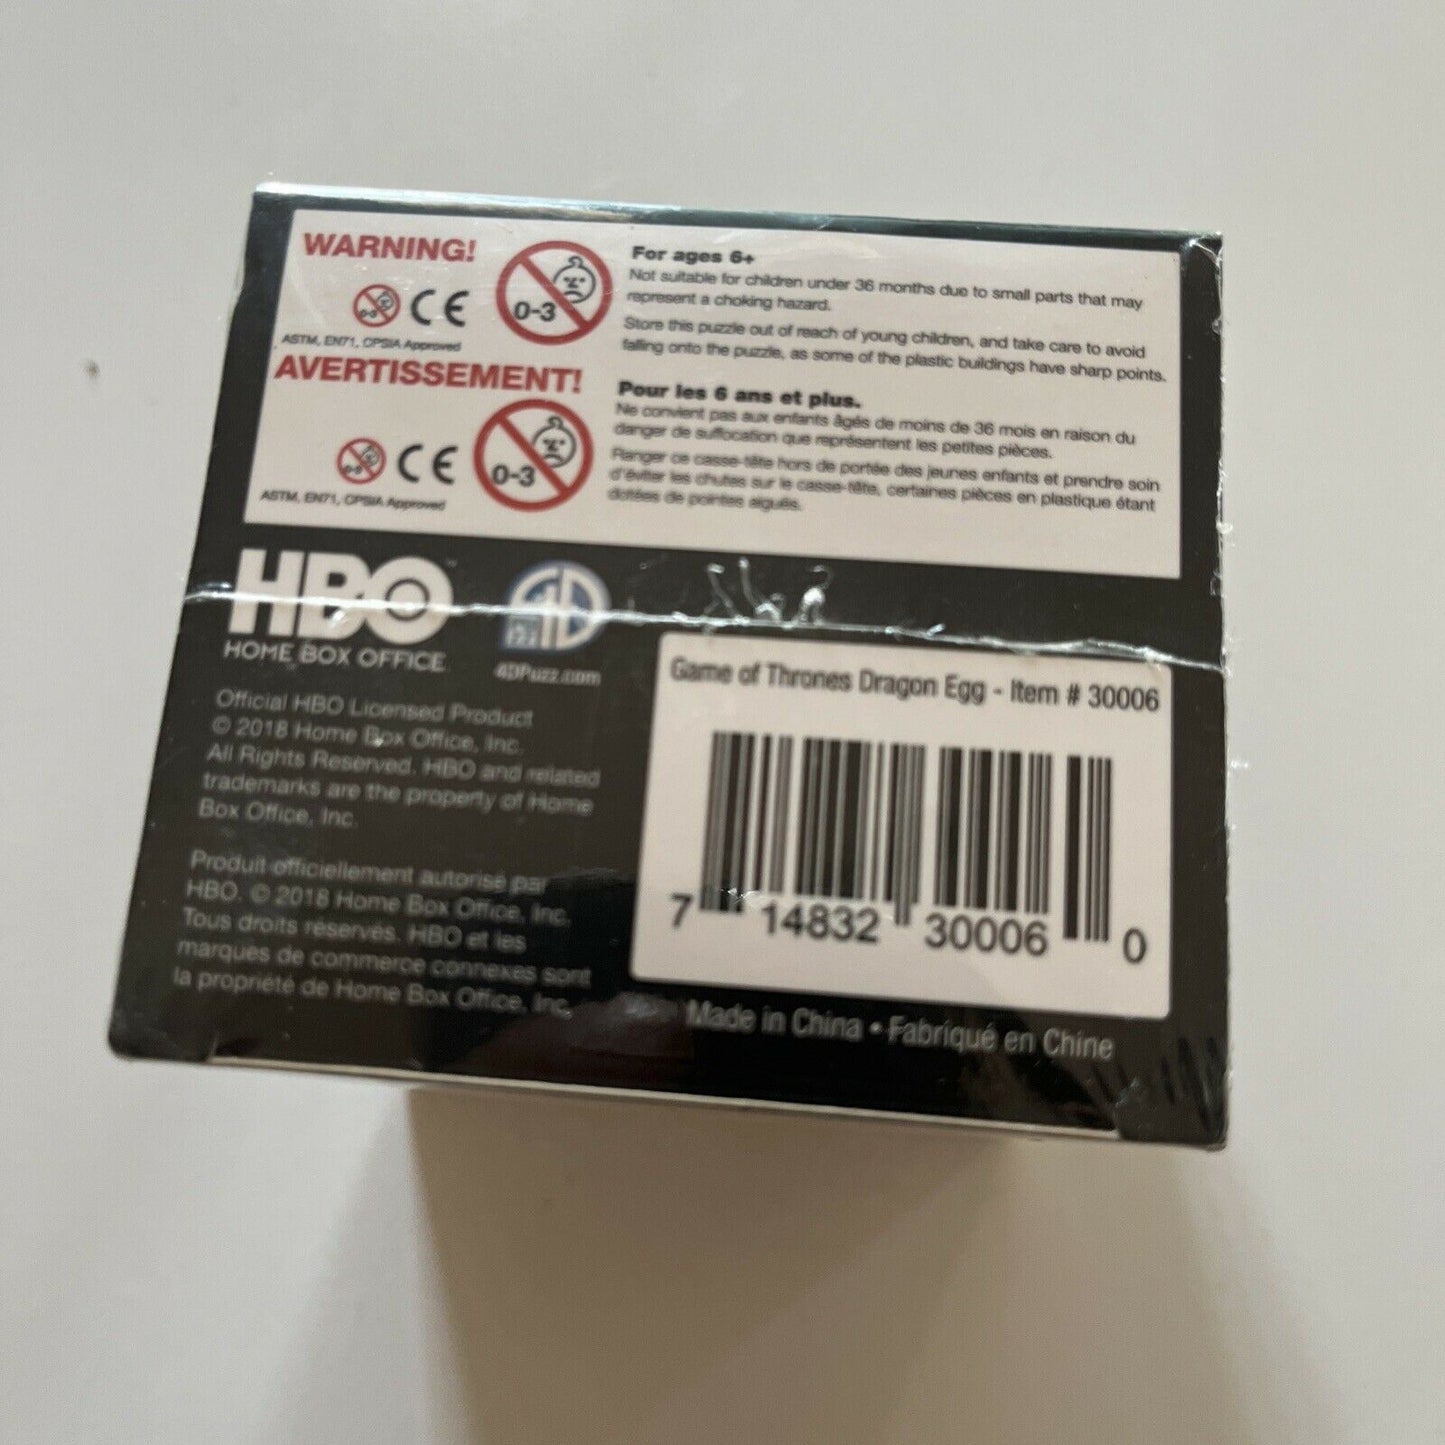 WARNING!
0-3
CE
0-3
ASTM, EN71, CPSIA Approved
For ages 6+
Not suitable for children under 36 months due to small parts that may
represent a choking hazard.
Store this puzzle out of reach of young children, and take care to avoid
falling onto the puzzle, as some of the plastic buildings have sharp points.
AVERTISSEMENT!
0-3
CE
0-3
ASTM, EN71, CPSIA Approved
Pour les 6 ans et plus.
Ne convient pas aux enfants âgés de moins de 36 mois en raison du
danger de suffocation que représentent les petites pièces.
Ranger ce casse-tête hors de portée des jeunes enfants et prendre soin
d'éviter les chutes sur le casse-tête, certaines pièces en plastique étant
dotées de pointes aiguës.
HBO
HOME BOX OFFICE
4D
4DPuzz.com
Official HBO Licensed Product
© 2018 Home Box Office, Inc.
All Rights Reserved. HBO and related
trademarks are the property of Home
Box Office, Inc.
Produit officiellement autorisé par
HBO. © 2018 Home Box Office, Inc.
Tous droits réservés. HBO et les
marques de commerce connexes sont
la propriété de Home Box Office, Inc.
Game of Thrones Dragon Egg - Item # 30006
7 14832 30006 0
Made in China • Fabriqué en Chine